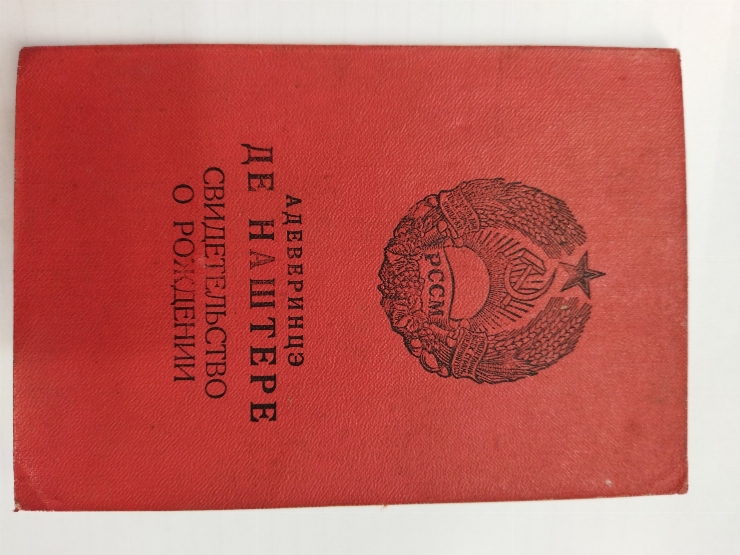 РССМ
АДЕВЕРИНЦЭ
ДЕ НАШТЕРЕ
СВИДЕТЕЛЬСТВО
О РОЖДЕНИИ